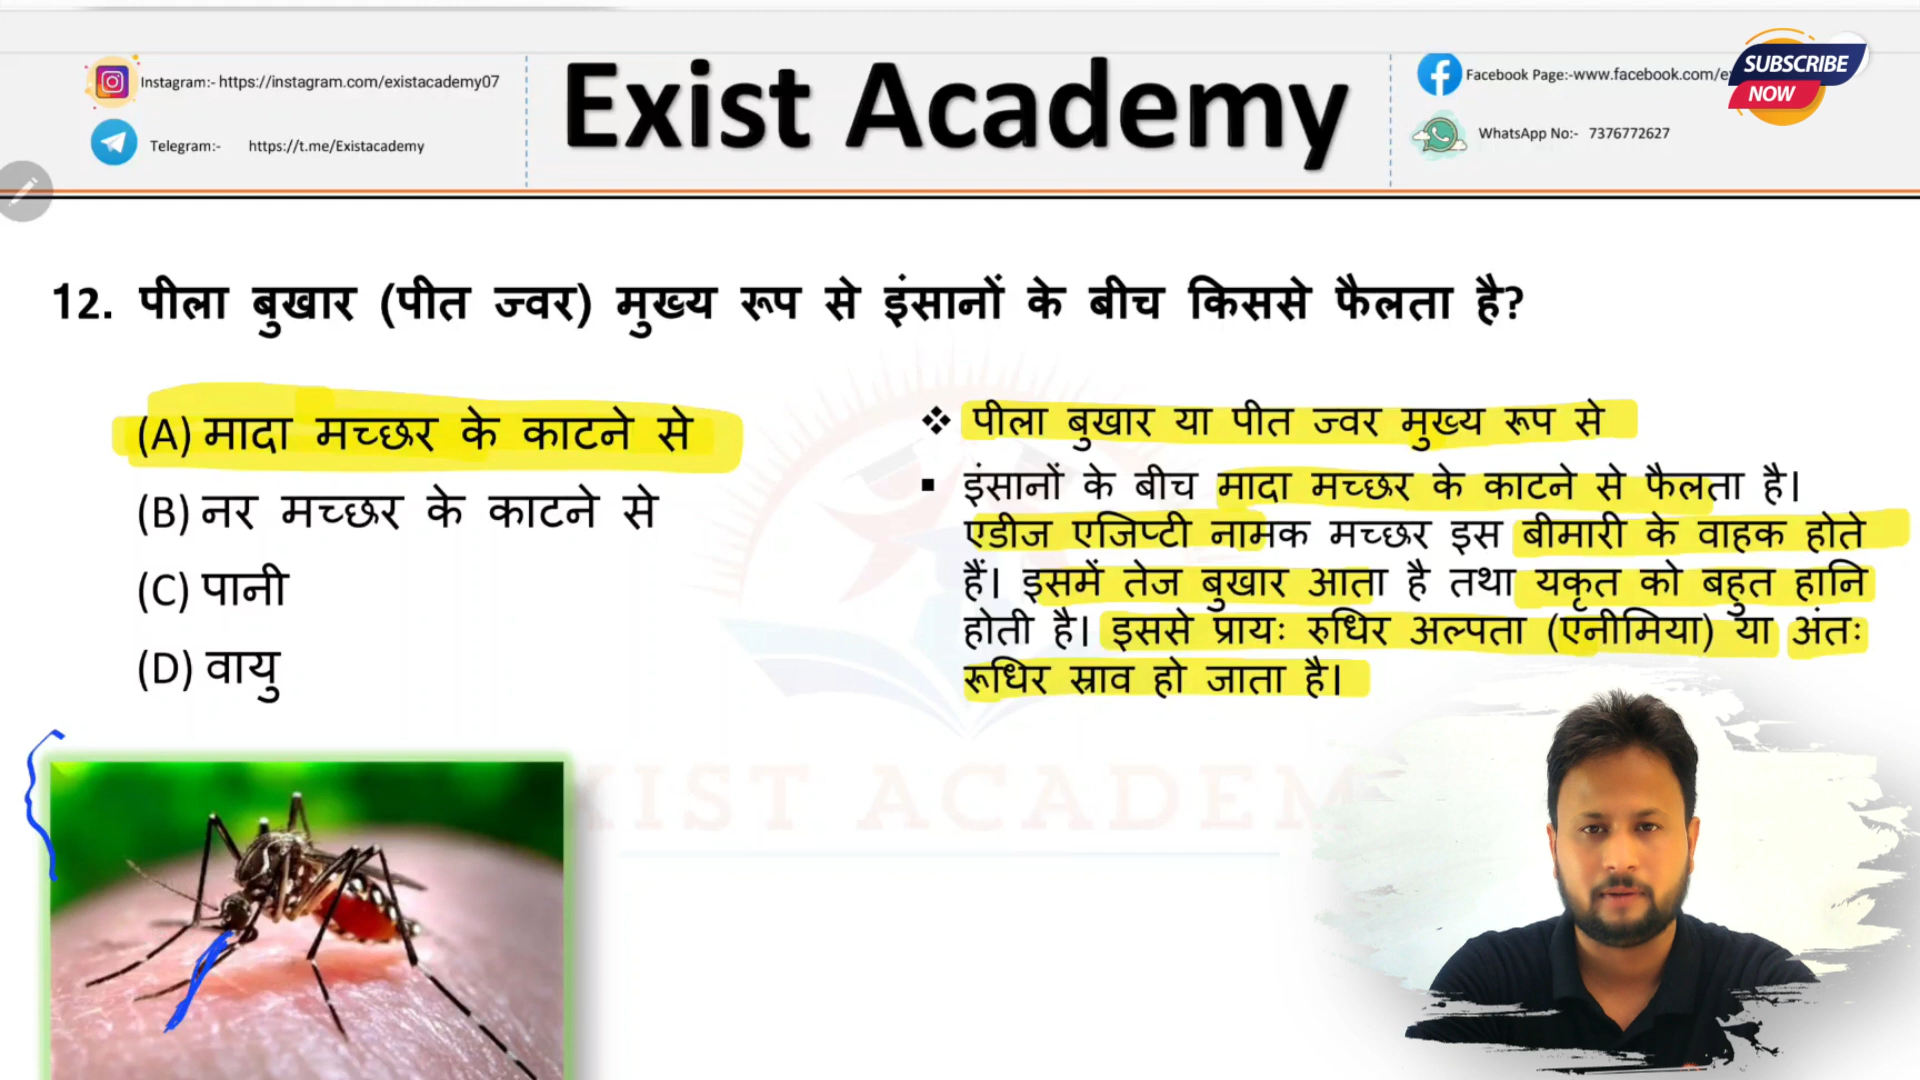 Instagram:- https://instagram.com/existacademy07
Telegram:- https://t.me/Existacademy
Exist Academy
Facebook Page:-www.facebook.com/e
WhatsApp No:- 7376772627
SUBSCRIBE
NOW
12. पीला बुखार (पीत ज्वर) मुख्य रूप से इंसानों के बीच किससे फैलता है?
(A) मादा मच्छर के काटने से
(B) नर मच्छर के काटने से
(C) पानी
(D) वायु
❖ पीला बुखार या पीत ज्वर मुख्य रूप से
▪ इंसानों के बीच मादा मच्छर के काटने से फैलता है।
एडीज एजिप्टी नामक मच्छर इस बीमारी के वाहक होते
हैं। इसमें तेज बुखार आता है तथा यकृत को बहुत हानि
होती है। इससे प्रायः रुधिर अल्पता (एनीमिया) या अंतः
रूधिर स्राव हो जाता है।
EXIST ACADEM